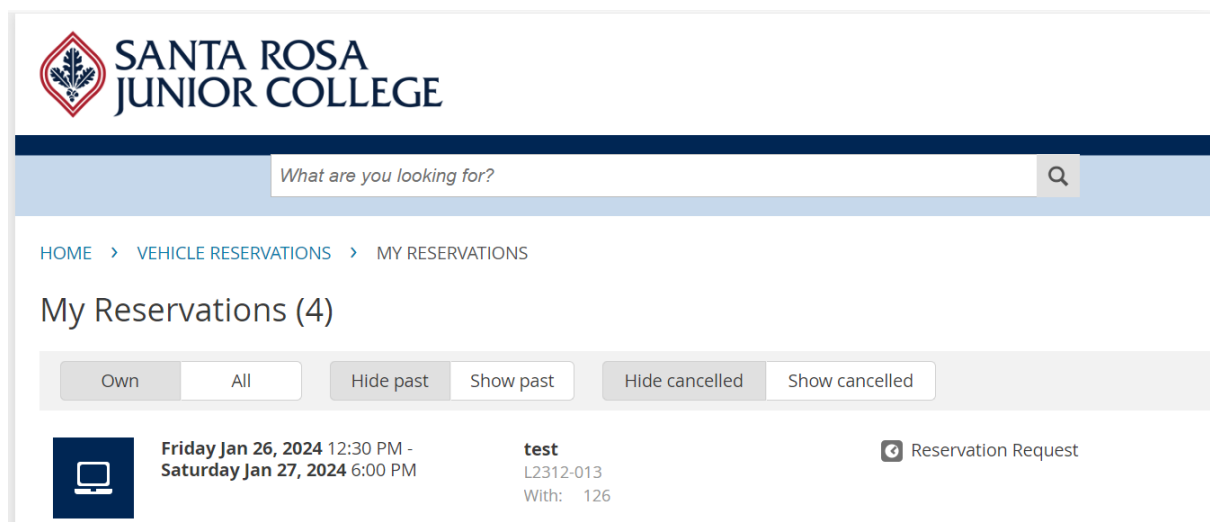 SANTA ROSA
JUNIOR COLLEGE
What are you looking for?
HOME > VEHICLE RESERVATIONS > MY RESERVATIONS
My Reservations (4)
Own All Hide past Show past Hide cancelled Show cancelled
Friday Jan 26, 2024 12:30 PM - test Reservation Request
Saturday Jan 27, 2024 6:00 PM L2312-013
With: 126